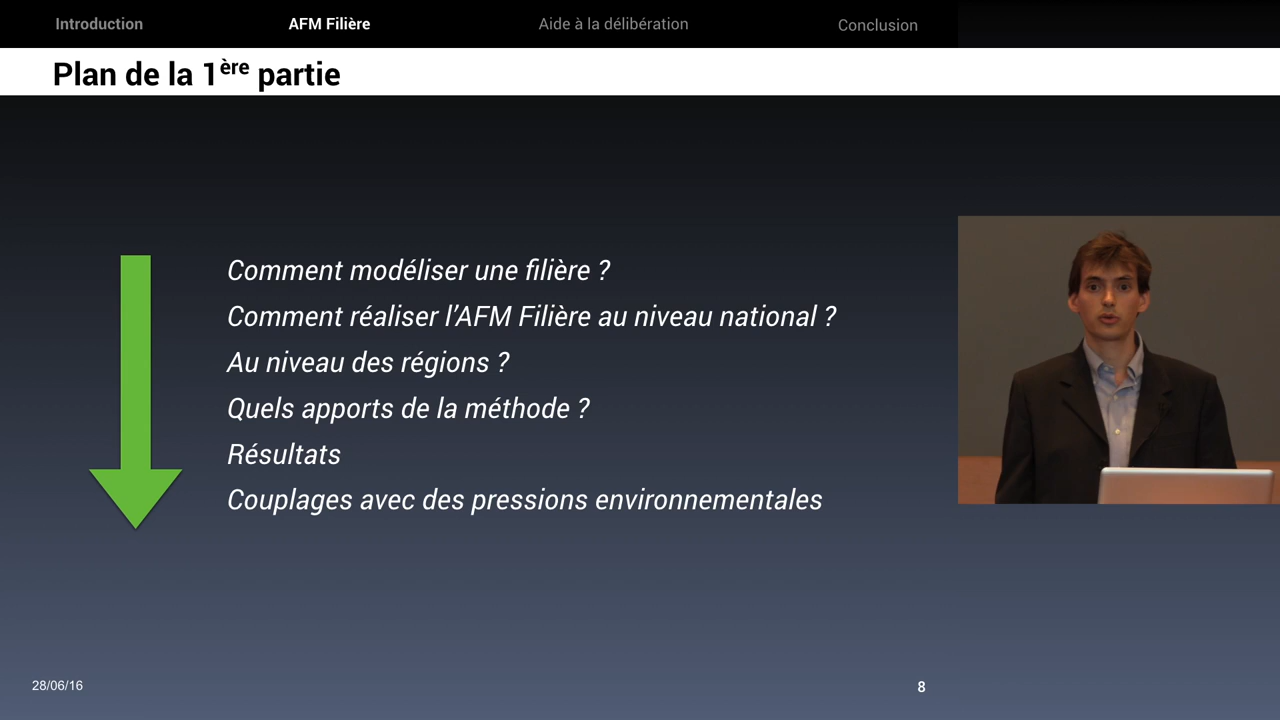 Introduction
AFM Filière
Aide à la délibération
Conclusion
Plan de la 1ère partie
Comment modéliser une filière ?
Comment réaliser l'AFM Filière au niveau national ?
Au niveau des régions ?
Quels apports de la méthode ?
Résultats
Couplages avec des pressions environnementales
28/06/16
8